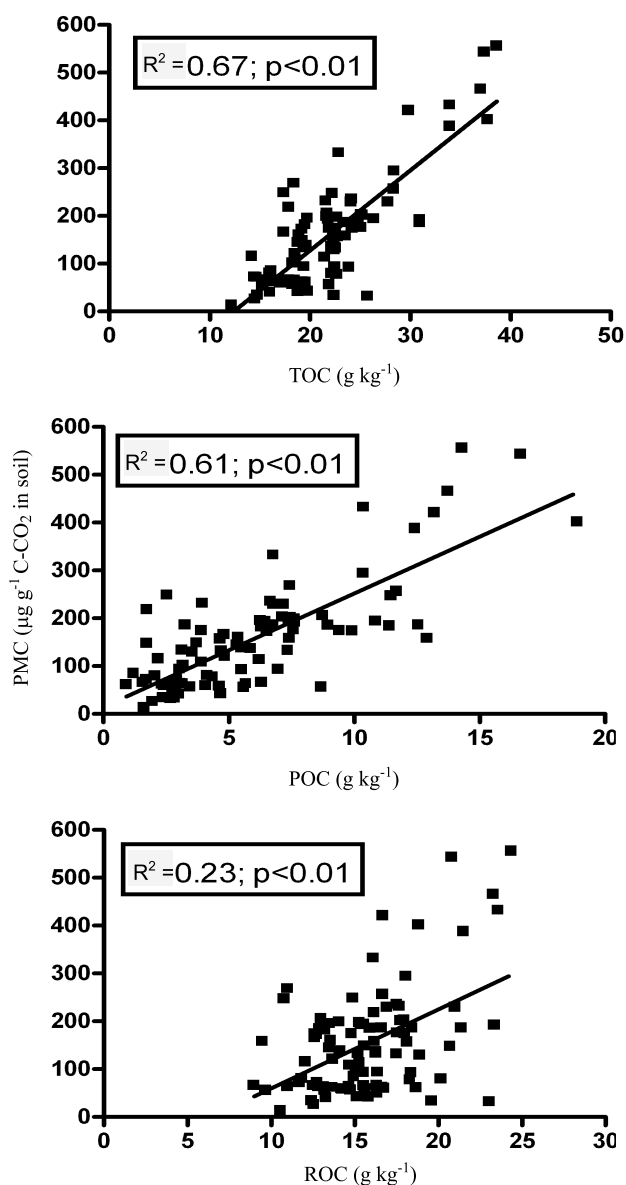 600
500
400
300
200
100
0
R² = 0.67; p<0.01
0 10 20 30 40 50
TOC (g kg⁻¹)
PMC (µg g⁻¹ C-CO₂ in soil)
600
500
400
300
200
100
0
R² = 0.61; p<0.01
0 5 10 15 20
POC (g kg⁻¹)
600
500
400
300
200
100
0
R² = 0.23; p<0.01
0 5 10 15 20 25 30
ROC (g kg⁻¹)